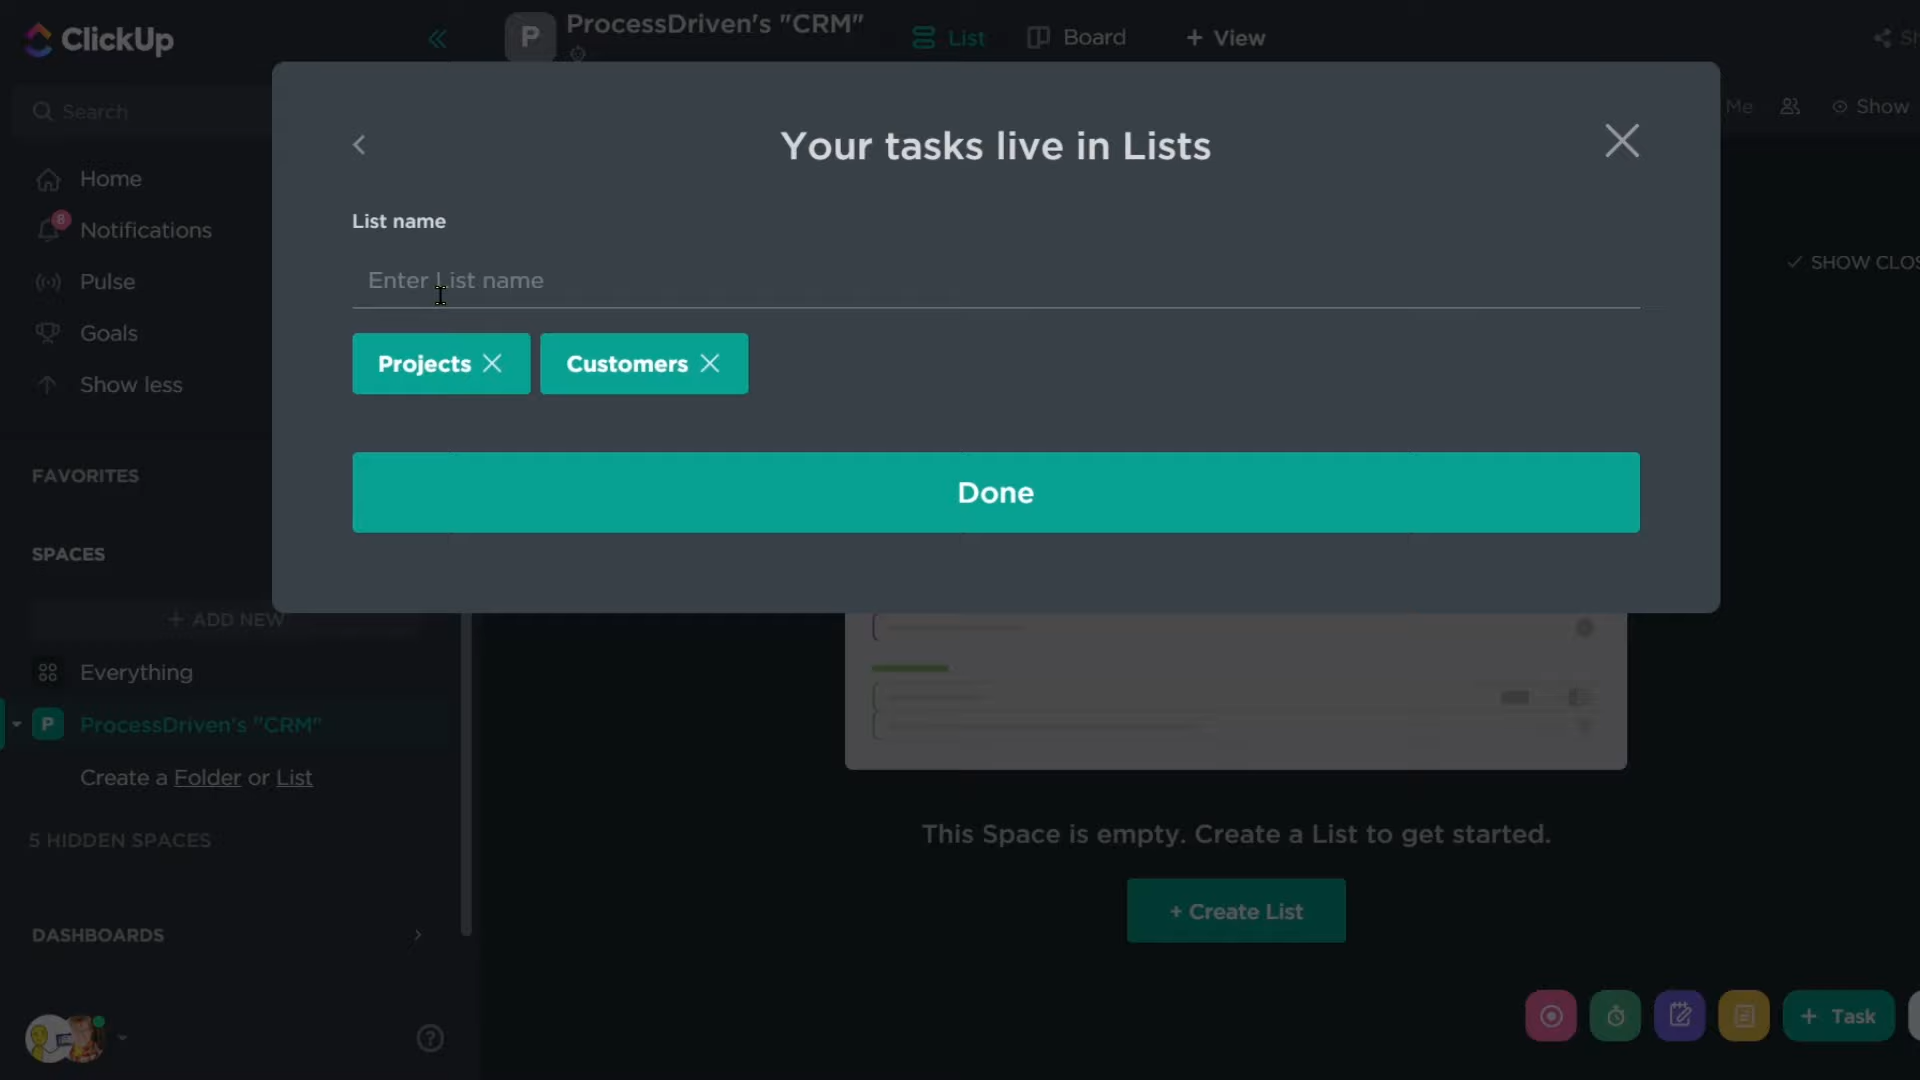 ClickUp
ProcessDriven's "CRM"
P
List
Board
+ View
Search
Me
Show
Your tasks live in Lists
Home
8
Notifications
List name
Enter List name
Pulse
Goals
Projects
Customers
Show less
FAVORITES
Done
SPACES
+ ADD NEW
Everything
P ProcessDriven's "CRM"
Create a Folder or List
5 HIDDEN SPACES
This Space is empty. Create a List to get started.
+ Create List
DASHBOARDS
+ Task